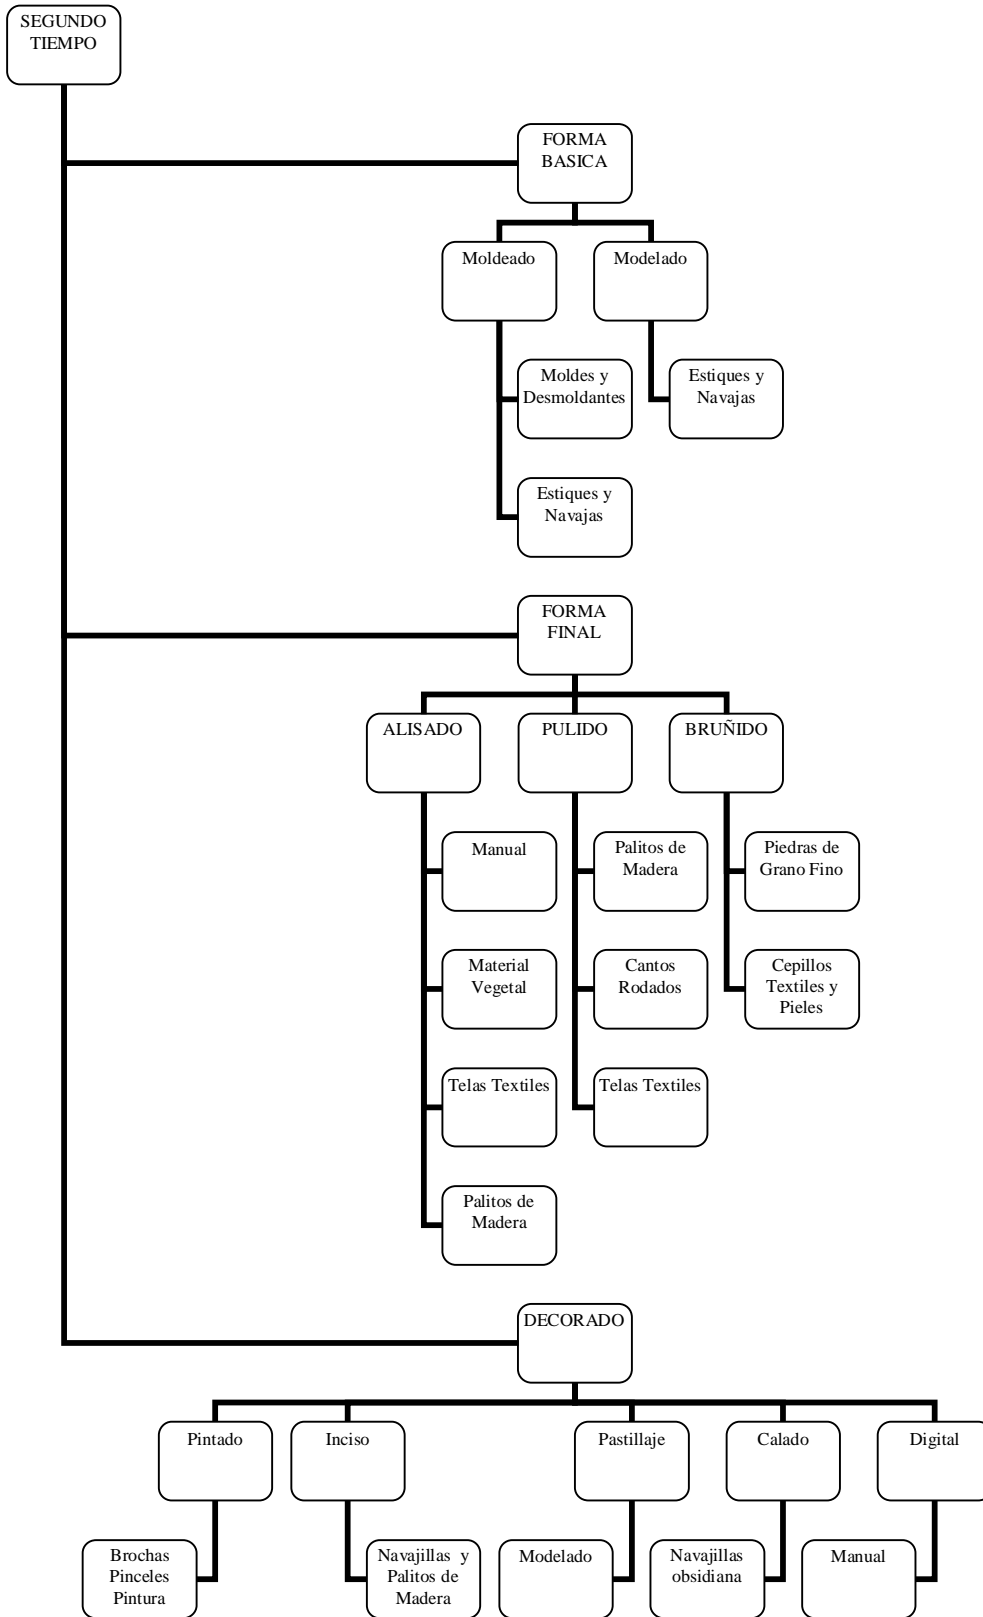 SEGUNDO
TIEMPO
FORMA
BASICA
Moldeado
Modelado
Moldes y
Desmoldantes
Estiques y
Navajas
Estiques y
Navajas
FORMA
FINAL
ALISADO
PULIDO
BRUÑIDO
Manual
Palitos de
Madera
Piedras de
Grano Fino
Material
Vegetal
Cantos
Rodados
Cepillos
Textiles y
Pieles
Telas Textiles
Telas Textiles
Palitos de
Madera
DECORADO
Pintado
Inciso
Pastillaje
Calado
Digital
Brochas
Pinceles
Pintura
Navajillas y
Palitos de
Madera
Modelado
Navajillas
obsidiana
Manual